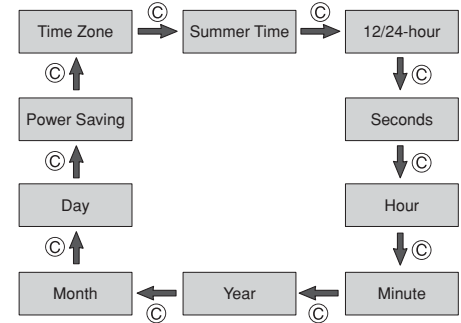 Ⓒ Ⓒ
Time Zone Summer Time 12/24-hour
Ⓒ Ⓒ
Power Saving Seconds
Ⓒ Ⓒ
Day Hour
Ⓒ Ⓒ
Month Year Minute
Ⓒ Ⓒ